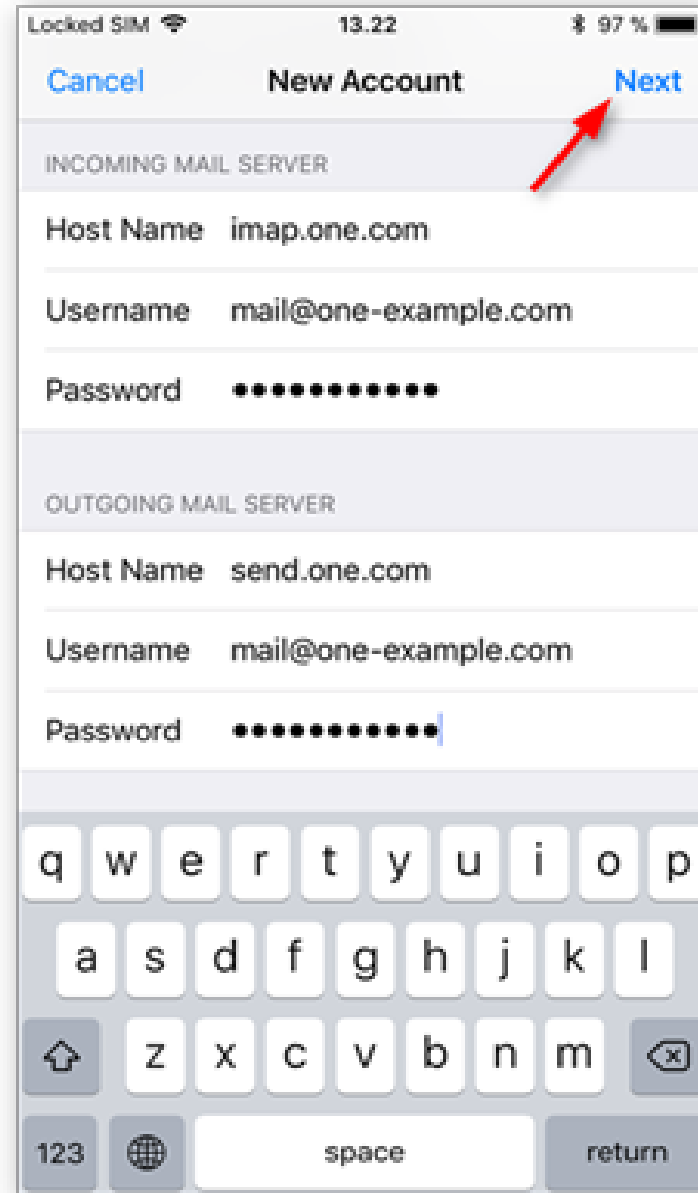 Locked SIM 13.22 97 %
Cancel New Account Next
INCOMING MAIL SERVER
Host Name imap.one.com
Username mail@one-example.com
Password •••••••••••
OUTGOING MAIL SERVER
Host Name send.one.com
Username mail@one-example.com
Password •••••••••••
q w e r t y u i o p
a s d f g h j k l
z x c v b n m
123 space return